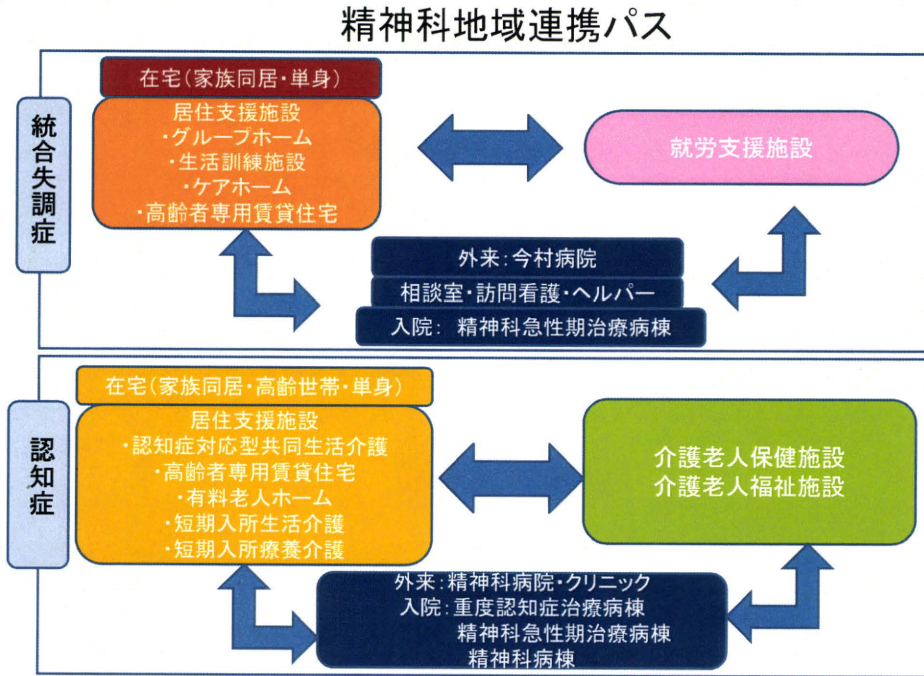 精神科地域連携パス
統合失調症
在宅(家族同居・単身)
居住支援施設
・グループホーム
・生活訓練施設
・ケアホーム
・高齢者専用賃貸住宅
就労支援施設
外来:今村病院
相談室・訪問看護・ヘルパー
入院: 精神科急性期治療病棟
認知症
在宅(家族同居・高齢世帯・単身)
居住支援施設
・認知症対応型共同生活介護
・高齢者専用賃貸住宅
・有料老人ホーム
・短期入所生活介護
・短期入所療養介護
介護老人保健施設
介護老人福祉施設
外来:精神科病院・クリニック
入院:重度認知症治療病棟
精神科急性期治療病棟
精神科病棟